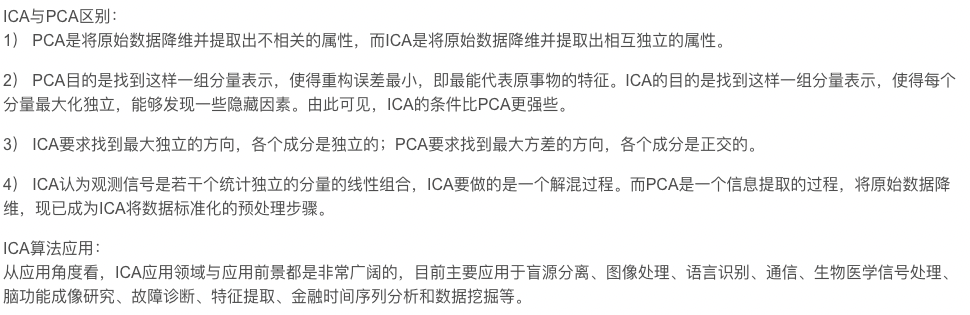 ICA与PCA区别：
1） PCA是将原始数据降维并提取出不相关的属性，而ICA是将原始数据降维并提取出相互独立的属性。
2） PCA目的是找到这样一组分量表示，使得重构误差最小，即最能代表原事物的特征。ICA的目的是找到这样一组分量表示，使得每个
分量最大化独立，能够发现一些隐藏因素。由此可见，ICA的条件比PCA更强些。
3） ICA要求找到最大独立的方向，各个成分是独立的；PCA要求找到最大方差的方向，各个成分是正交的。
4） ICA认为观测信号是若干个统计独立的分量的线性组合，ICA要做的是一个解混过程。而PCA是一个信息提取的过程，将原始数据降
维，现已成为ICA将数据标准化的预处理步骤。
ICA算法应用：
从应用角度看，ICA应用领域与应用前景都是非常广阔的，目前主要应用于盲源分离、图像处理、语言识别、通信、生物医学信号处理、
脑功能成像研究、故障诊断、特征提取、金融时间序列分析和数据挖掘等。